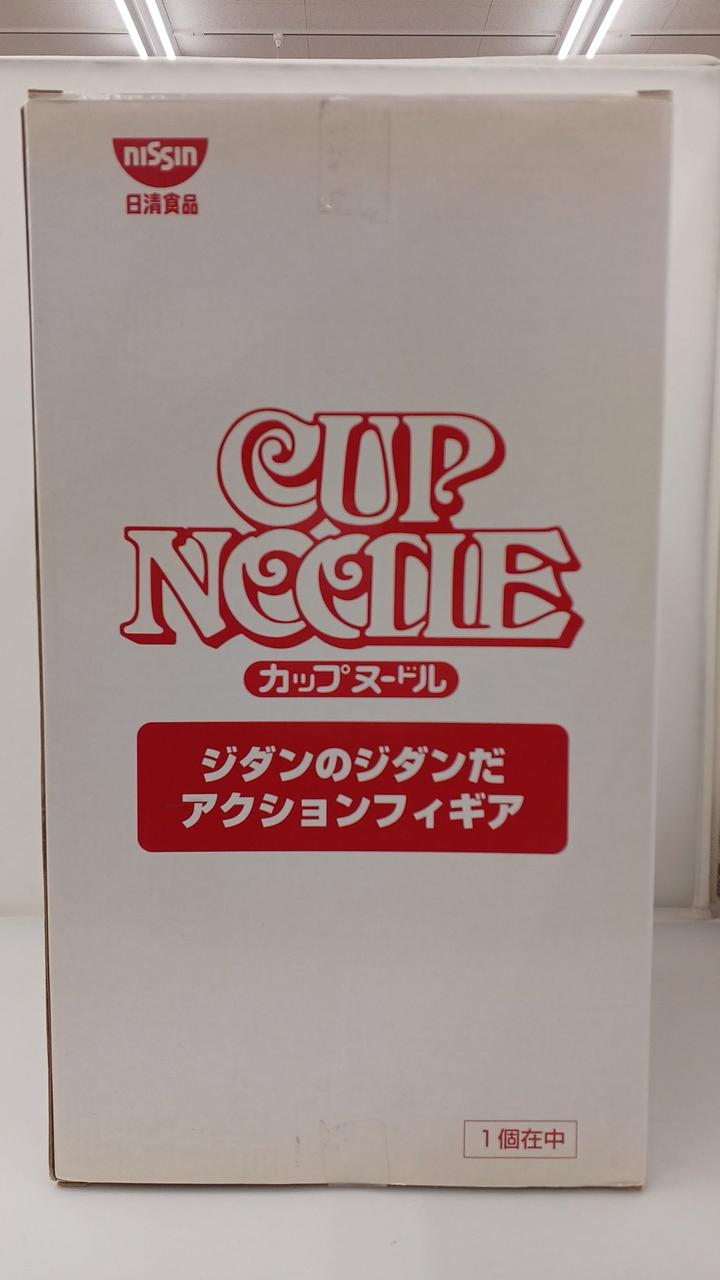 NISSIN
日清食品
CUP
NOODLE
カップヌードル
ジダンのジダンだ
アクションフィギア
1個在中